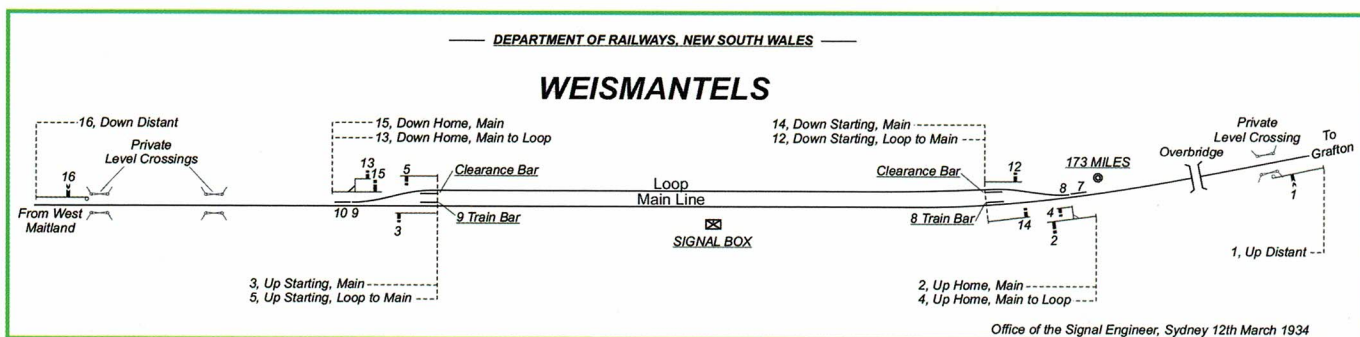 DEPARTMENT OF RAILWAYS, NEW SOUTH WALES
WEISMANTELS
16, Down Distant
Private
Level Crossings
15, Down Home, Main
13, Down Home, Main to Loop
14, Down Starting, Main
12, Down Starting, Loop to Main
Private
Level Crossing
To
Grafton
16
13
15
5
Clearance Bar
Clearance Bar
12
173 MILES
Overbridge
Loop
Main Line
8
7
From West
Maitland
10
9
3
9 Train Bar
8 Train Bar
14
4
2
1
SIGNAL BOX
1, Up Distant
3, Up Starting, Main
5, Up Starting, Loop to Main
2, Up Home, Main
4, Up Home, Main to Loop
Office of the Signal Engineer, Sydney 12th March 1934